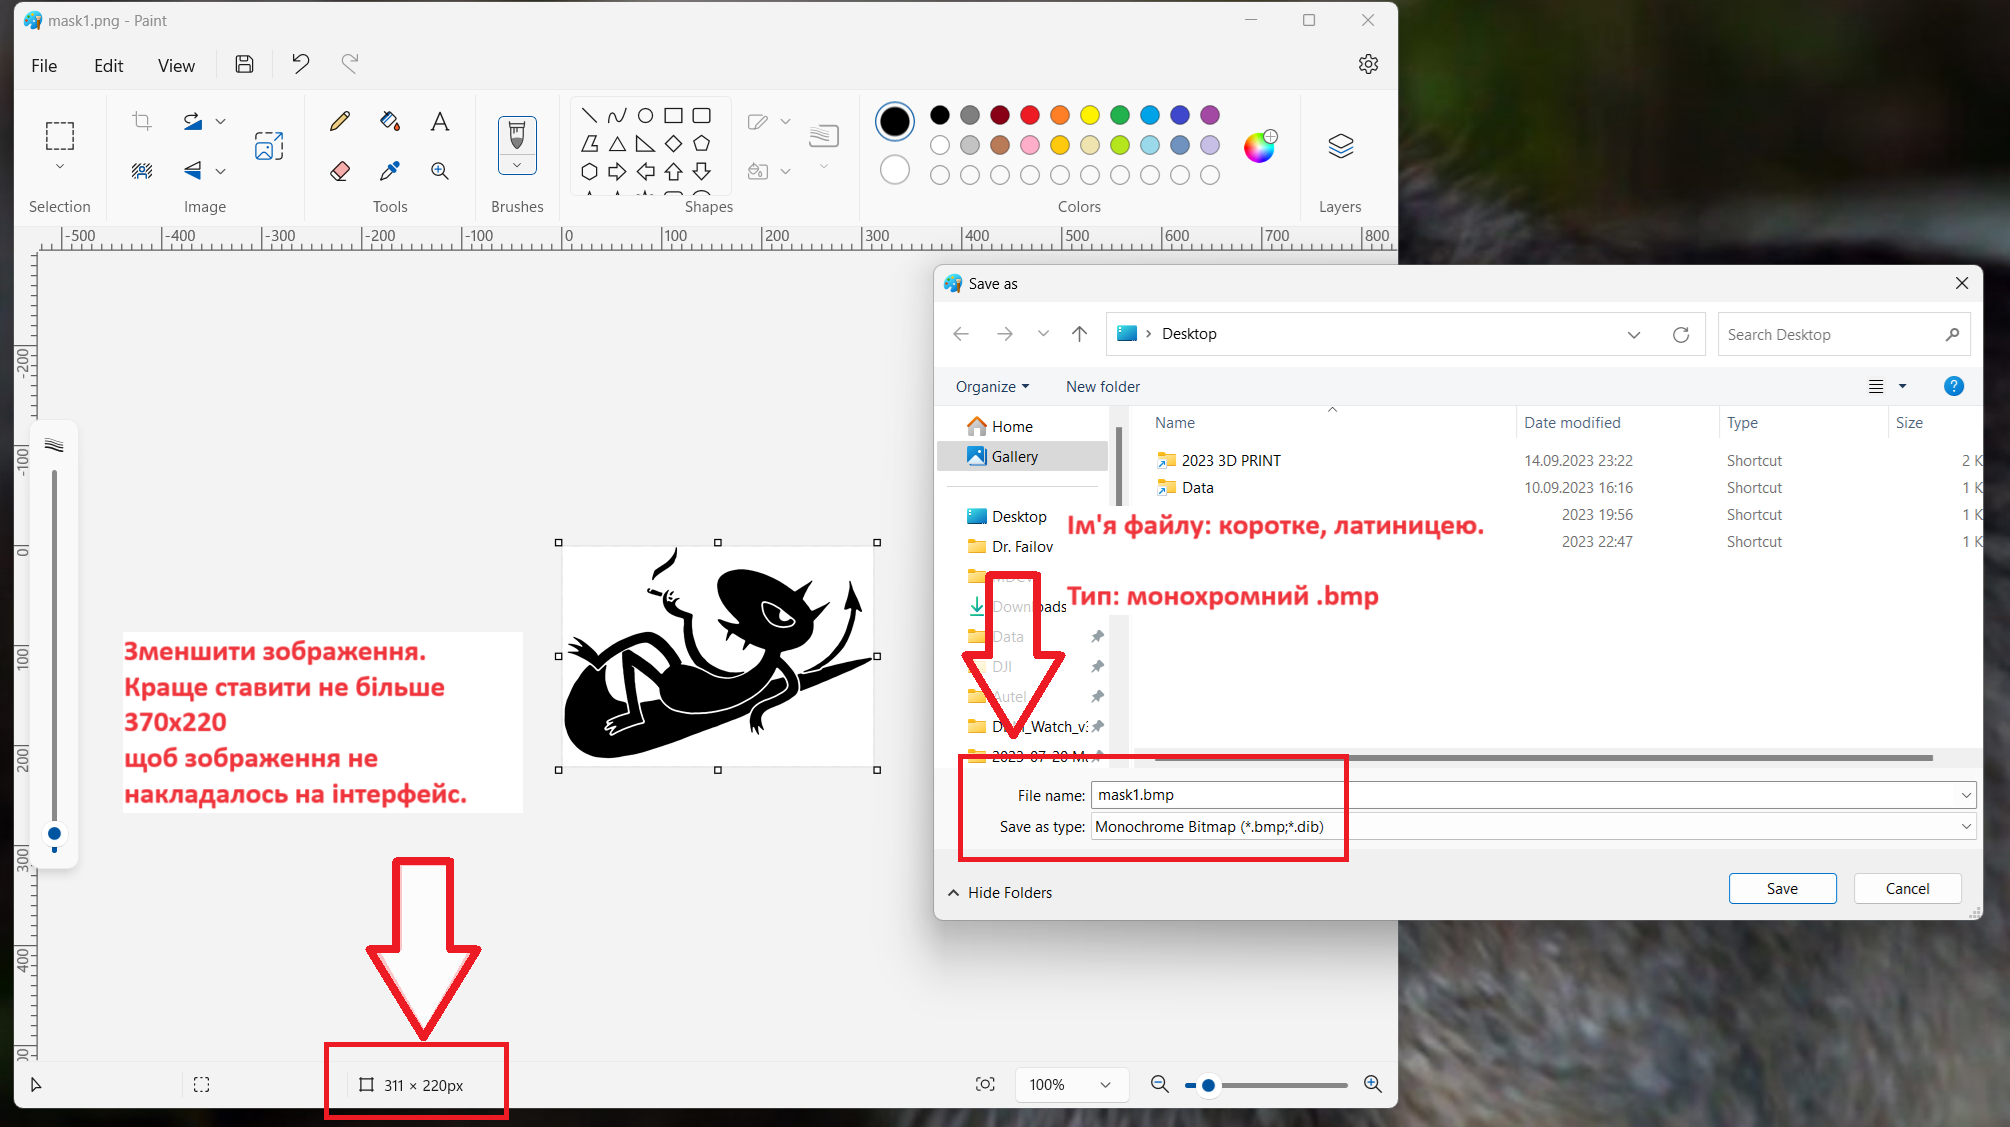 mask1.png - Paint
File Edit View
Selection
Image
Tools
Brushes
Shapes
Colors
Layers
-500 -400 -300 -200 -100 0 100 200 300 400 500 600 700 800
-200
-100
0
100
200
300
400
Зменшити зображення.
Краще ставити не більше
370x220
щоб зображення не
накладалось на інтерфейс.
311 × 220px
100%
Save as
Desktop
Search Desktop
Organize
New folder
Name Date modified Type Size
Home
Gallery
Desktop
Dr. Failov
Downloads
Data
DJI
Autel
2023 3D PRINT 14.09.2023 23:22 Shortcut 2 K
Data 10.09.2023 16:16 Shortcut 1 K
2023 19:56 Shortcut 1 K
2023 22:47 Shortcut 1 K
Ім'я файлу: коротке, латиницею.
Тип: монохромний .bmp
File name: mask1.bmp
Save as type: Monochrome Bitmap (*.bmp;*.dib)
Hide Folders
Save
Cancel